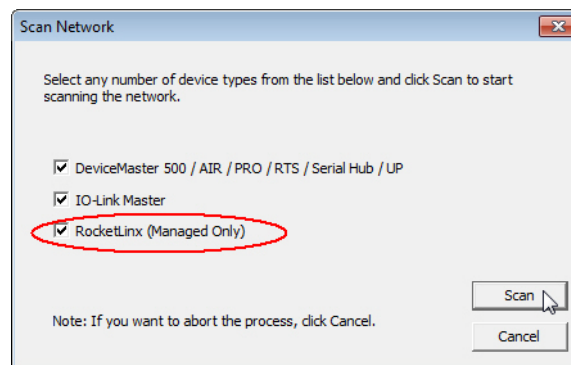 Scan Network
Select any number of device types from the list below and click Scan to start
scanning the network.
DeviceMaster 500 / AIR / PRO / RTS / Serial Hub / UP
IO-Link Master
RocketLinx (Managed Only)
Scan
Note: If you want to abort the process, click Cancel.
Cancel